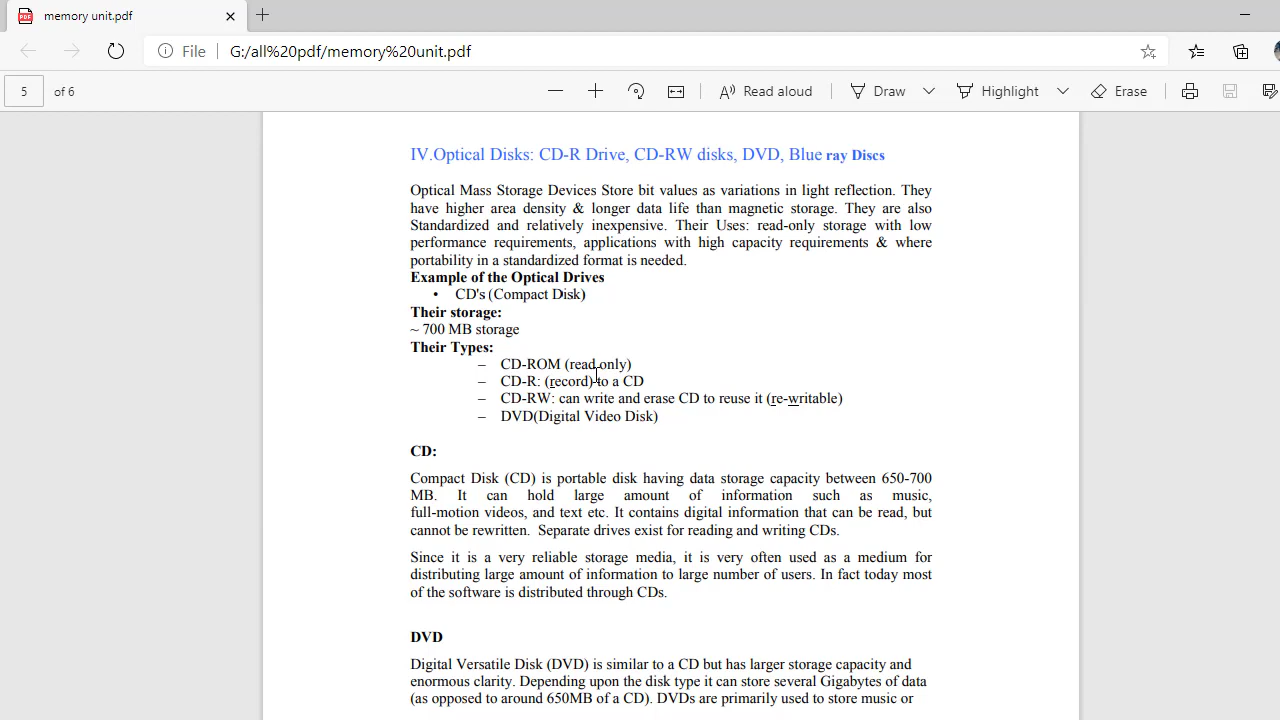 memory unit.pdf
File G:/all%20pdf/memory%20unit.pdf
5 of 6 Read aloud Draw Highlight Erase
IV.Optical Disks: CD-R Drive, CD-RW disks, DVD, Blue ray Discs
Optical Mass Storage Devices Store bit values as variations in light reflection. They
have higher area density & longer data life than magnetic storage. They are also
Standardized and relatively inexpensive. Their Uses: read-only storage with low
performance requirements, applications with high capacity requirements & where
portability in a standardized format is needed.
Example of the Optical Drives
• CD's (Compact Disk)
Their storage:
~ 700 MB storage
Their Types:
– CD-ROM (read only)
– CD-R: (record) to a CD
– CD-RW: can write and erase CD to reuse it (re-writable)
– DVD(Digital Video Disk)
CD:
Compact Disk (CD) is portable disk having data storage capacity between 650-700
MB. It can hold large amount of information such as music,
full-motion videos, and text etc. It contains digital information that can be read, but
cannot be rewritten. Separate drives exist for reading and writing CDs.
Since it is a very reliable storage media, it is very often used as a medium for
distributing large amount of information to large number of users. In fact today most
of the software is distributed through CDs.
DVD
Digital Versatile Disk (DVD) is similar to a CD but has larger storage capacity and
enormous clarity. Depending upon the disk type it can store several Gigabytes of data
(as opposed to around 650MB of a CD). DVDs are primarily used to store music or